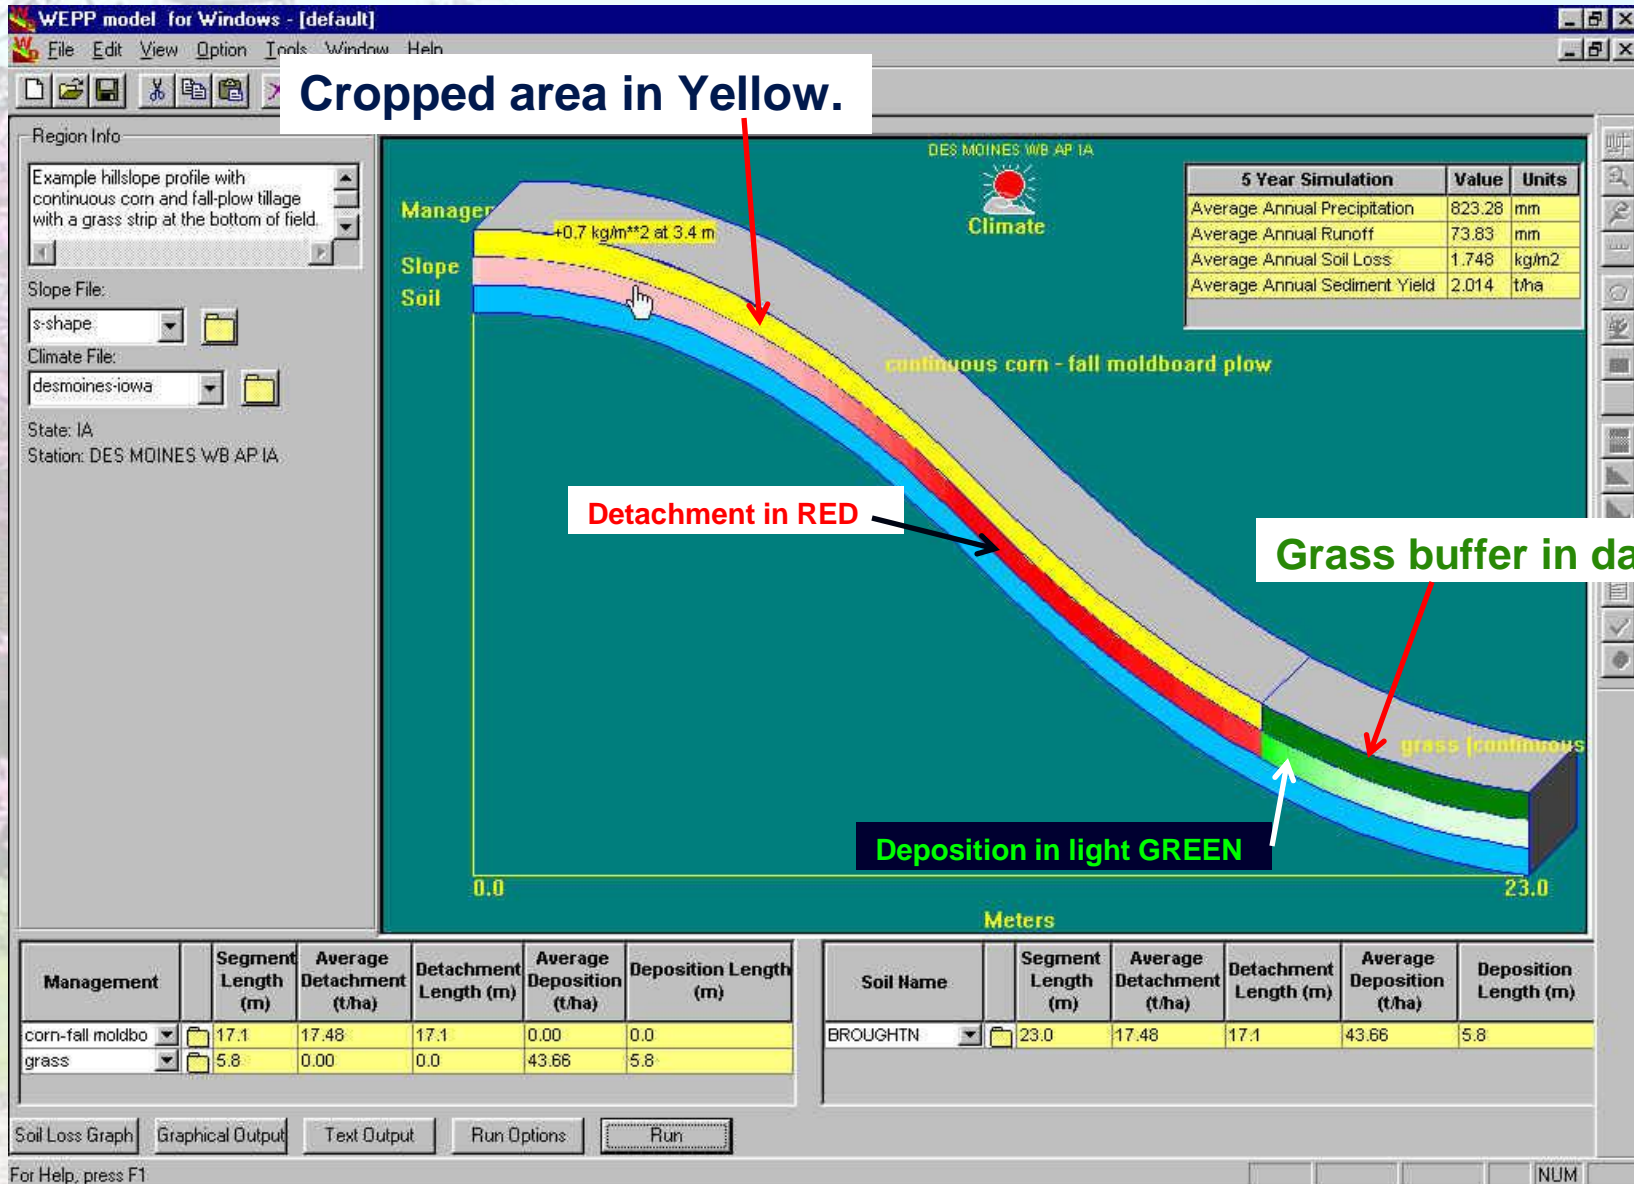 WEPP model for Windows - [default]
File Edit View Option Tools Window Help
Cropped area in Yellow.
Region Info
Example hillslope profile with
continuous corn and fall-plow tillage
with a grass strip at the bottom of field.
Slope File:
s-shape
Climate File:
desmoines-iowa
State: IA
Station: DES MOINES WB AP IA
DES MOINES WB AP IA
Climate
Manager
+0.7 kg/m**2 at 3.4 m
Slope
Soil
5 Year Simulation Value Units
Average Annual Precipitation 823.28 mm
Average Annual Runoff 73.83 mm
Average Annual Soil Loss 1.748 kg/m2
Average Annual Sediment Yield 2.014 t/ha
continuous corn - fall moldboard plow
Detachment in RED
Grass buffer in da
grass [continuous
Deposition in light GREEN
0.0
23.0
Meters
Management Segment Length (m) Average Detachment (t/ha) Detachment Length (m) Average Deposition (t/ha) Deposition Length (m)
corn-fall moldbo 17.1 17.48 17.1 0.00 0.0
grass 5.8 0.00 0.0 43.66 5.8
Soil Name Segment Length (m) Average Detachment (t/ha) Detachment Length (m) Average Deposition (t/ha) Deposition Length (m)
BROUGHTN 23.0 17.48 17.1 43.66 5.8
Soil Loss Graph Graphical Output Text Output Run Options Run
For Help, press F1
NUM